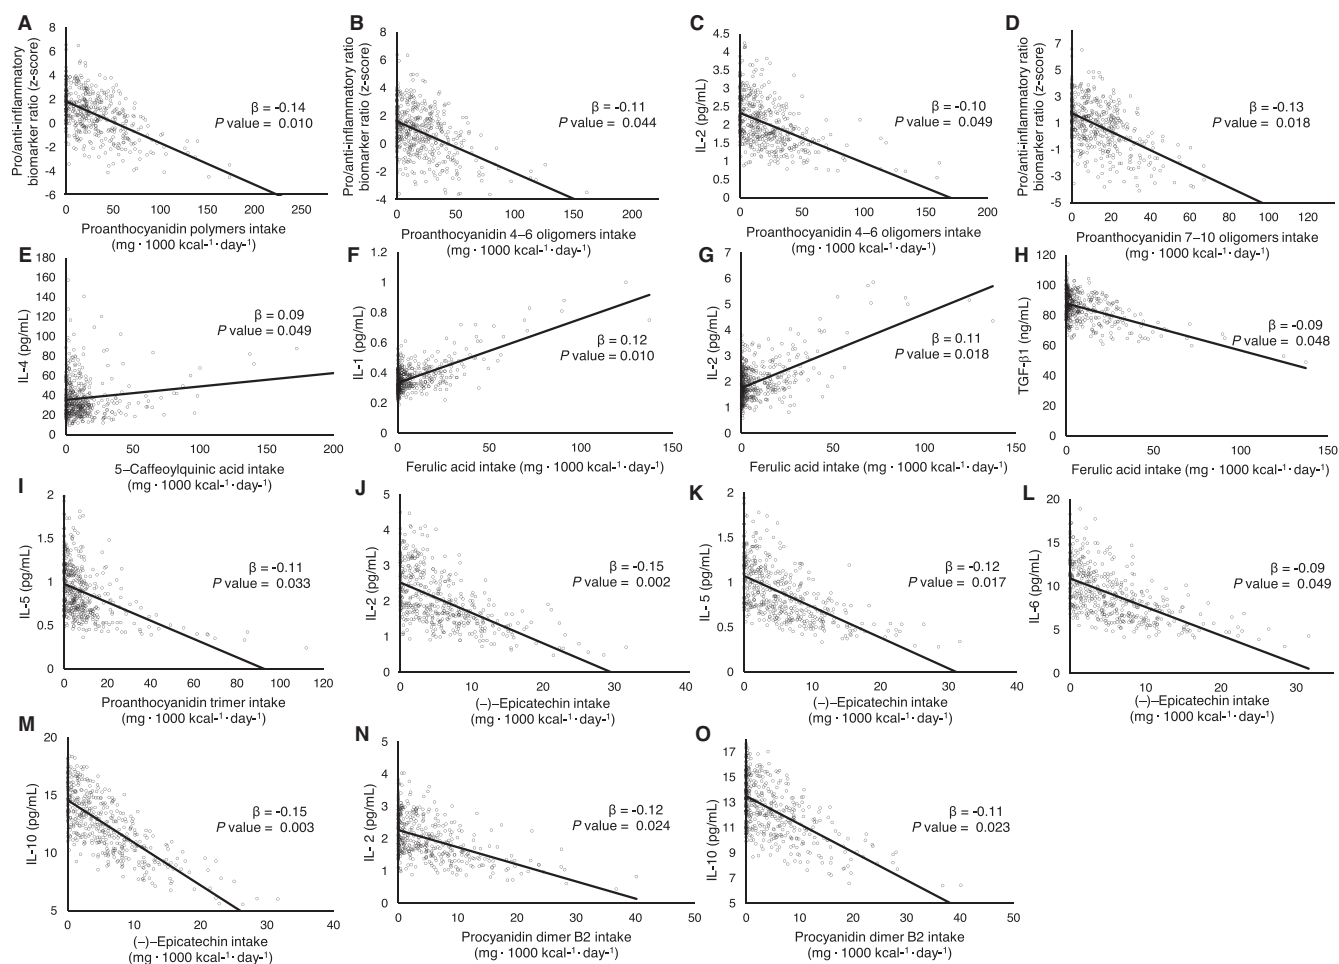 A
Pro/anti-inflammatory
biomarker ratio (z-score)
8
6
4
2
0
-2
-4
-6
0 50 100 150 200 250
β = -0.14
P value = 0.010
Proanthocyanidin polymers intake
(mg · 1000 kcal-1 · day-1)
B
Pro/anti-inflammatory ratio
biomarker ratio (z-score)
8
6
4
2
0
-2
-4
0 50 100 150 200
β = -0.11
P value = 0.044
Proanthocyanidin 4–6 oligomers intake
(mg · 1000 kcal-1 · day-1)
C
IL-2 (pg/mL)
4.5
4
3.5
3
2.5
2
1.5
1
0.5
0
0 50 100 150 200
β = -0.10
P value = 0.049
Proanthocyanidin 4–6 oligomers intake
(mg · 1000 kcal-1 · day-1)
D
Pro/anti-inflammatory ratio
biomarker ratio (z-score)
7
5
3
1
-1
-3
-5
0 20 40 60 80 100 120
β = -0.13
P value = 0.018
Proanthocyanidin 7–10 oligomers intake
(mg · 1000 kcal-1 · day-1)
E
IL-4 (pg/mL)
180
160
140
120
100
80
60
40
20
0
0 50 100 150 200
β = 0.09
P value = 0.049
5–Caffeoylquinic acid intake
(mg · 1000 kcal-1 · day-1)
F
IL-1 (pg/mL)
1.2
1
0.8
0.6
0.4
0.2
0
0 50 100 150
β = 0.12
P value = 0.010
Ferulic acid intake (mg · 1000 kcal-1 · day-1)
G
IL-2 (pg/mL)
7
6
5
4
3
2
1
0
0 50 100 150
β = 0.11
P value = 0.018
Ferulic acid intake (mg · 1000 kcal-1 · day-1)
H
TGF-β1 (ng/mL)
120
100
80
60
40
20
0
0 50 100 150
β = -0.09
P value = 0.048
Ferulic acid intake (mg · 1000 kcal-1 · day-1)
I
IL-5 (pg/mL)
2
1.5
1
0.5
0
0 20 40 60 80 100 120
β = -0.11
P value = 0.033
Proanthocyanidin trimer intake
(mg · 1000 kcal-1 · day-1)
J
IL-2 (pg/mL)
5
4
3
2
1
0
0 10 20 30 40
β = -0.15
P value = 0.002
(–)–Epicatechin intake
(mg · 1000 kcal-1 · day-1)
K
IL- 5 (pg/mL)
2
1.5
1
0.5
0
0 10 20 30 40
β = -0.12
P value = 0.017
(–)–Epicatechin intake
(mg · 1000 kcal-1 · day-1)
L
IL-6 (pg/mL)
20
15
10
5
0
0 10 20 30
β = -0.09
P value = 0.049
(–)–Epicatechin intake
(mg · 1000 kcal-1 · day-1)
M
IL-10 (pg/mL)
20
15
10
5
0 10 20 30 40
β = -0.15
P value = 0.003
(–)–Epicatechin intake
(mg · 1000 kcal-1 · day-1)
N
IL- 2 (pg/mL)
5
4
3
2
1
0
0 10 20 30 40 50
β = -0.12
P value = 0.024
Procyanidin dimer B2 intake
(mg · 1000 kcal-1 · day-1)
O
IL-10 (pg/mL)
17
15
13
11
9
7
5
0 10 20 30 40 50
β = -0.11
P value = 0.023
Procyanidin dimer B2 intake
(mg · 1000 kcal-1 · day-1)